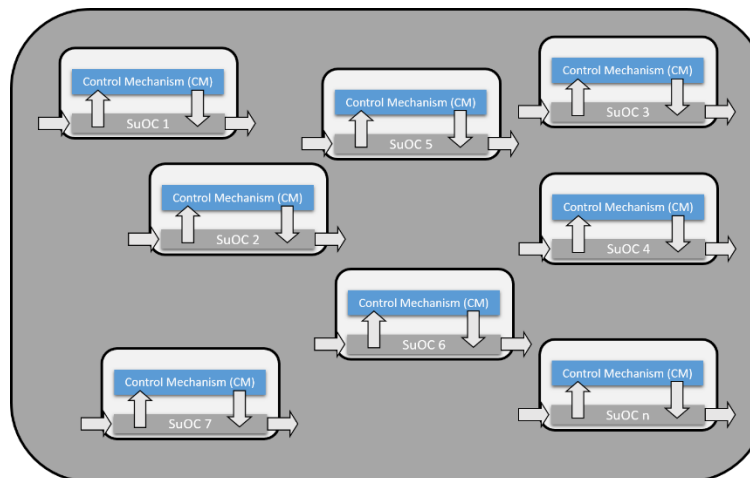 Control Mechanism (CM)
SuOC 1
Control Mechanism (CM)
SuOC 5
Control Mechanism (CM)
SuOC 3
Control Mechanism (CM)
SuOC 2
Control Mechanism (CM)
SuOC 4
Control Mechanism (CM)
SuOC 6
Control Mechanism (CM)
SuOC 7
Control Mechanism (CM)
SuOC n